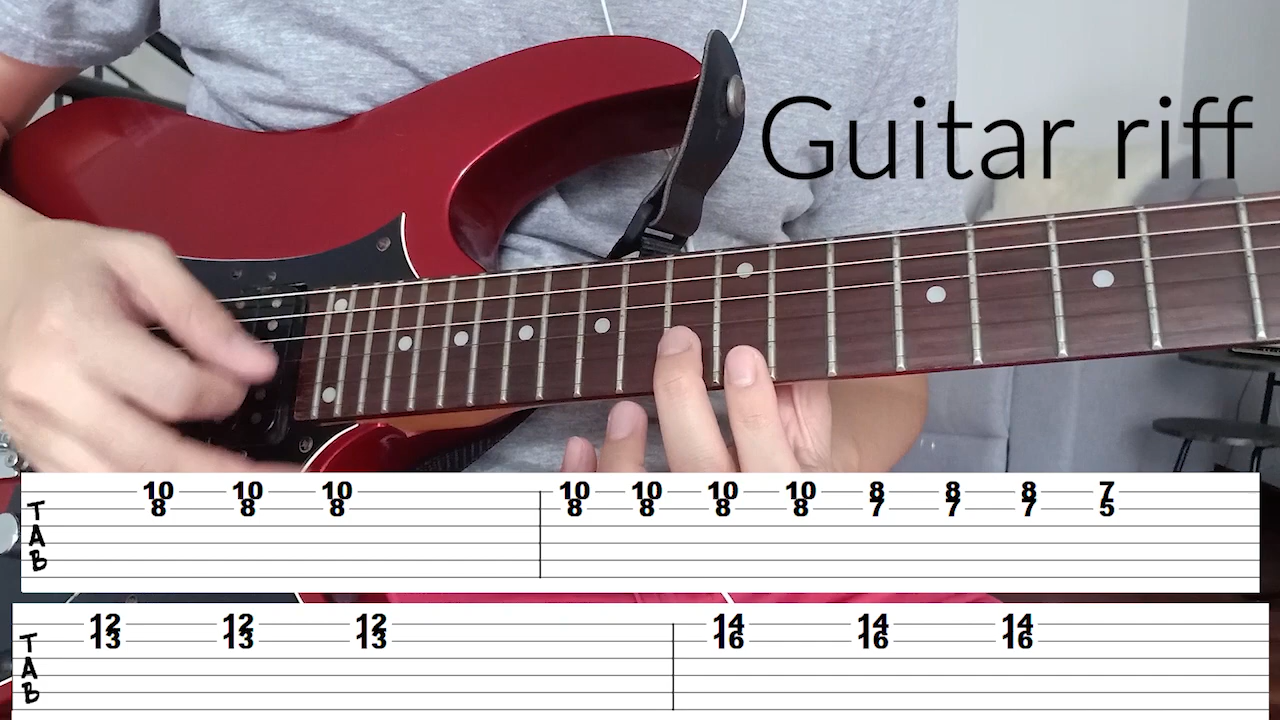 Guitar riff
10 10 10 10 10 10 10 8 8 8 7
8 8 8 8 8 8 8 7 7 7 5
T
A
B
12 12 12 14 14 14
13 13 13 16 16 16
T
A
B